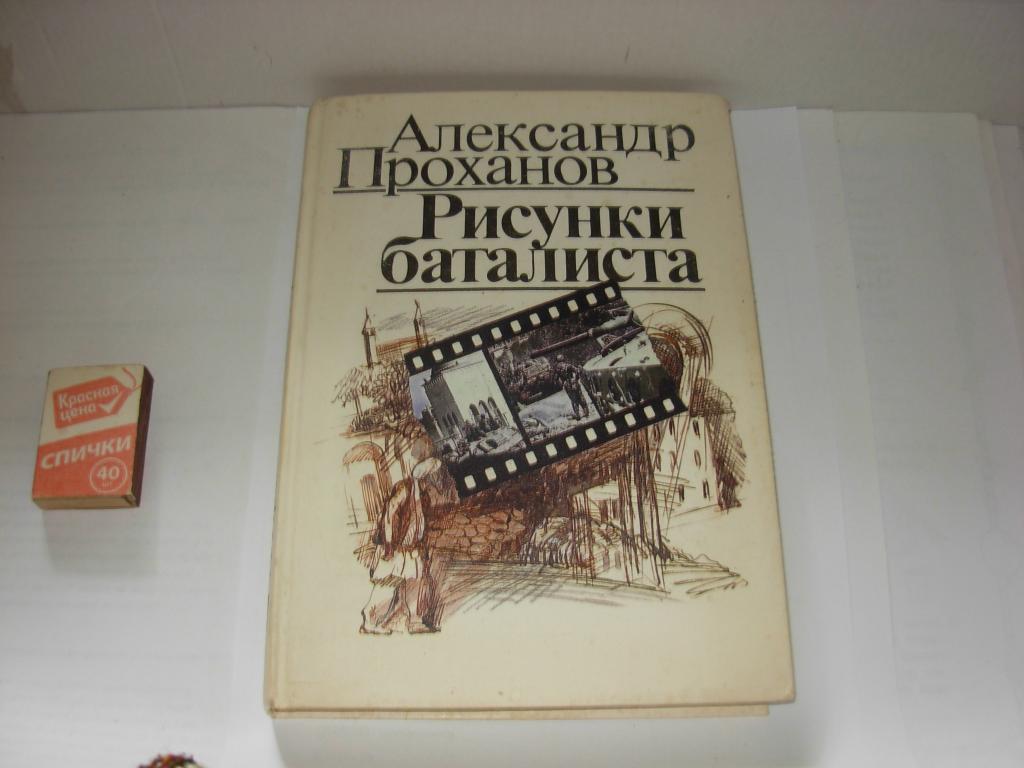 Александр
Проханов
Рисунки
баталиста
Красная
цена
спички
40